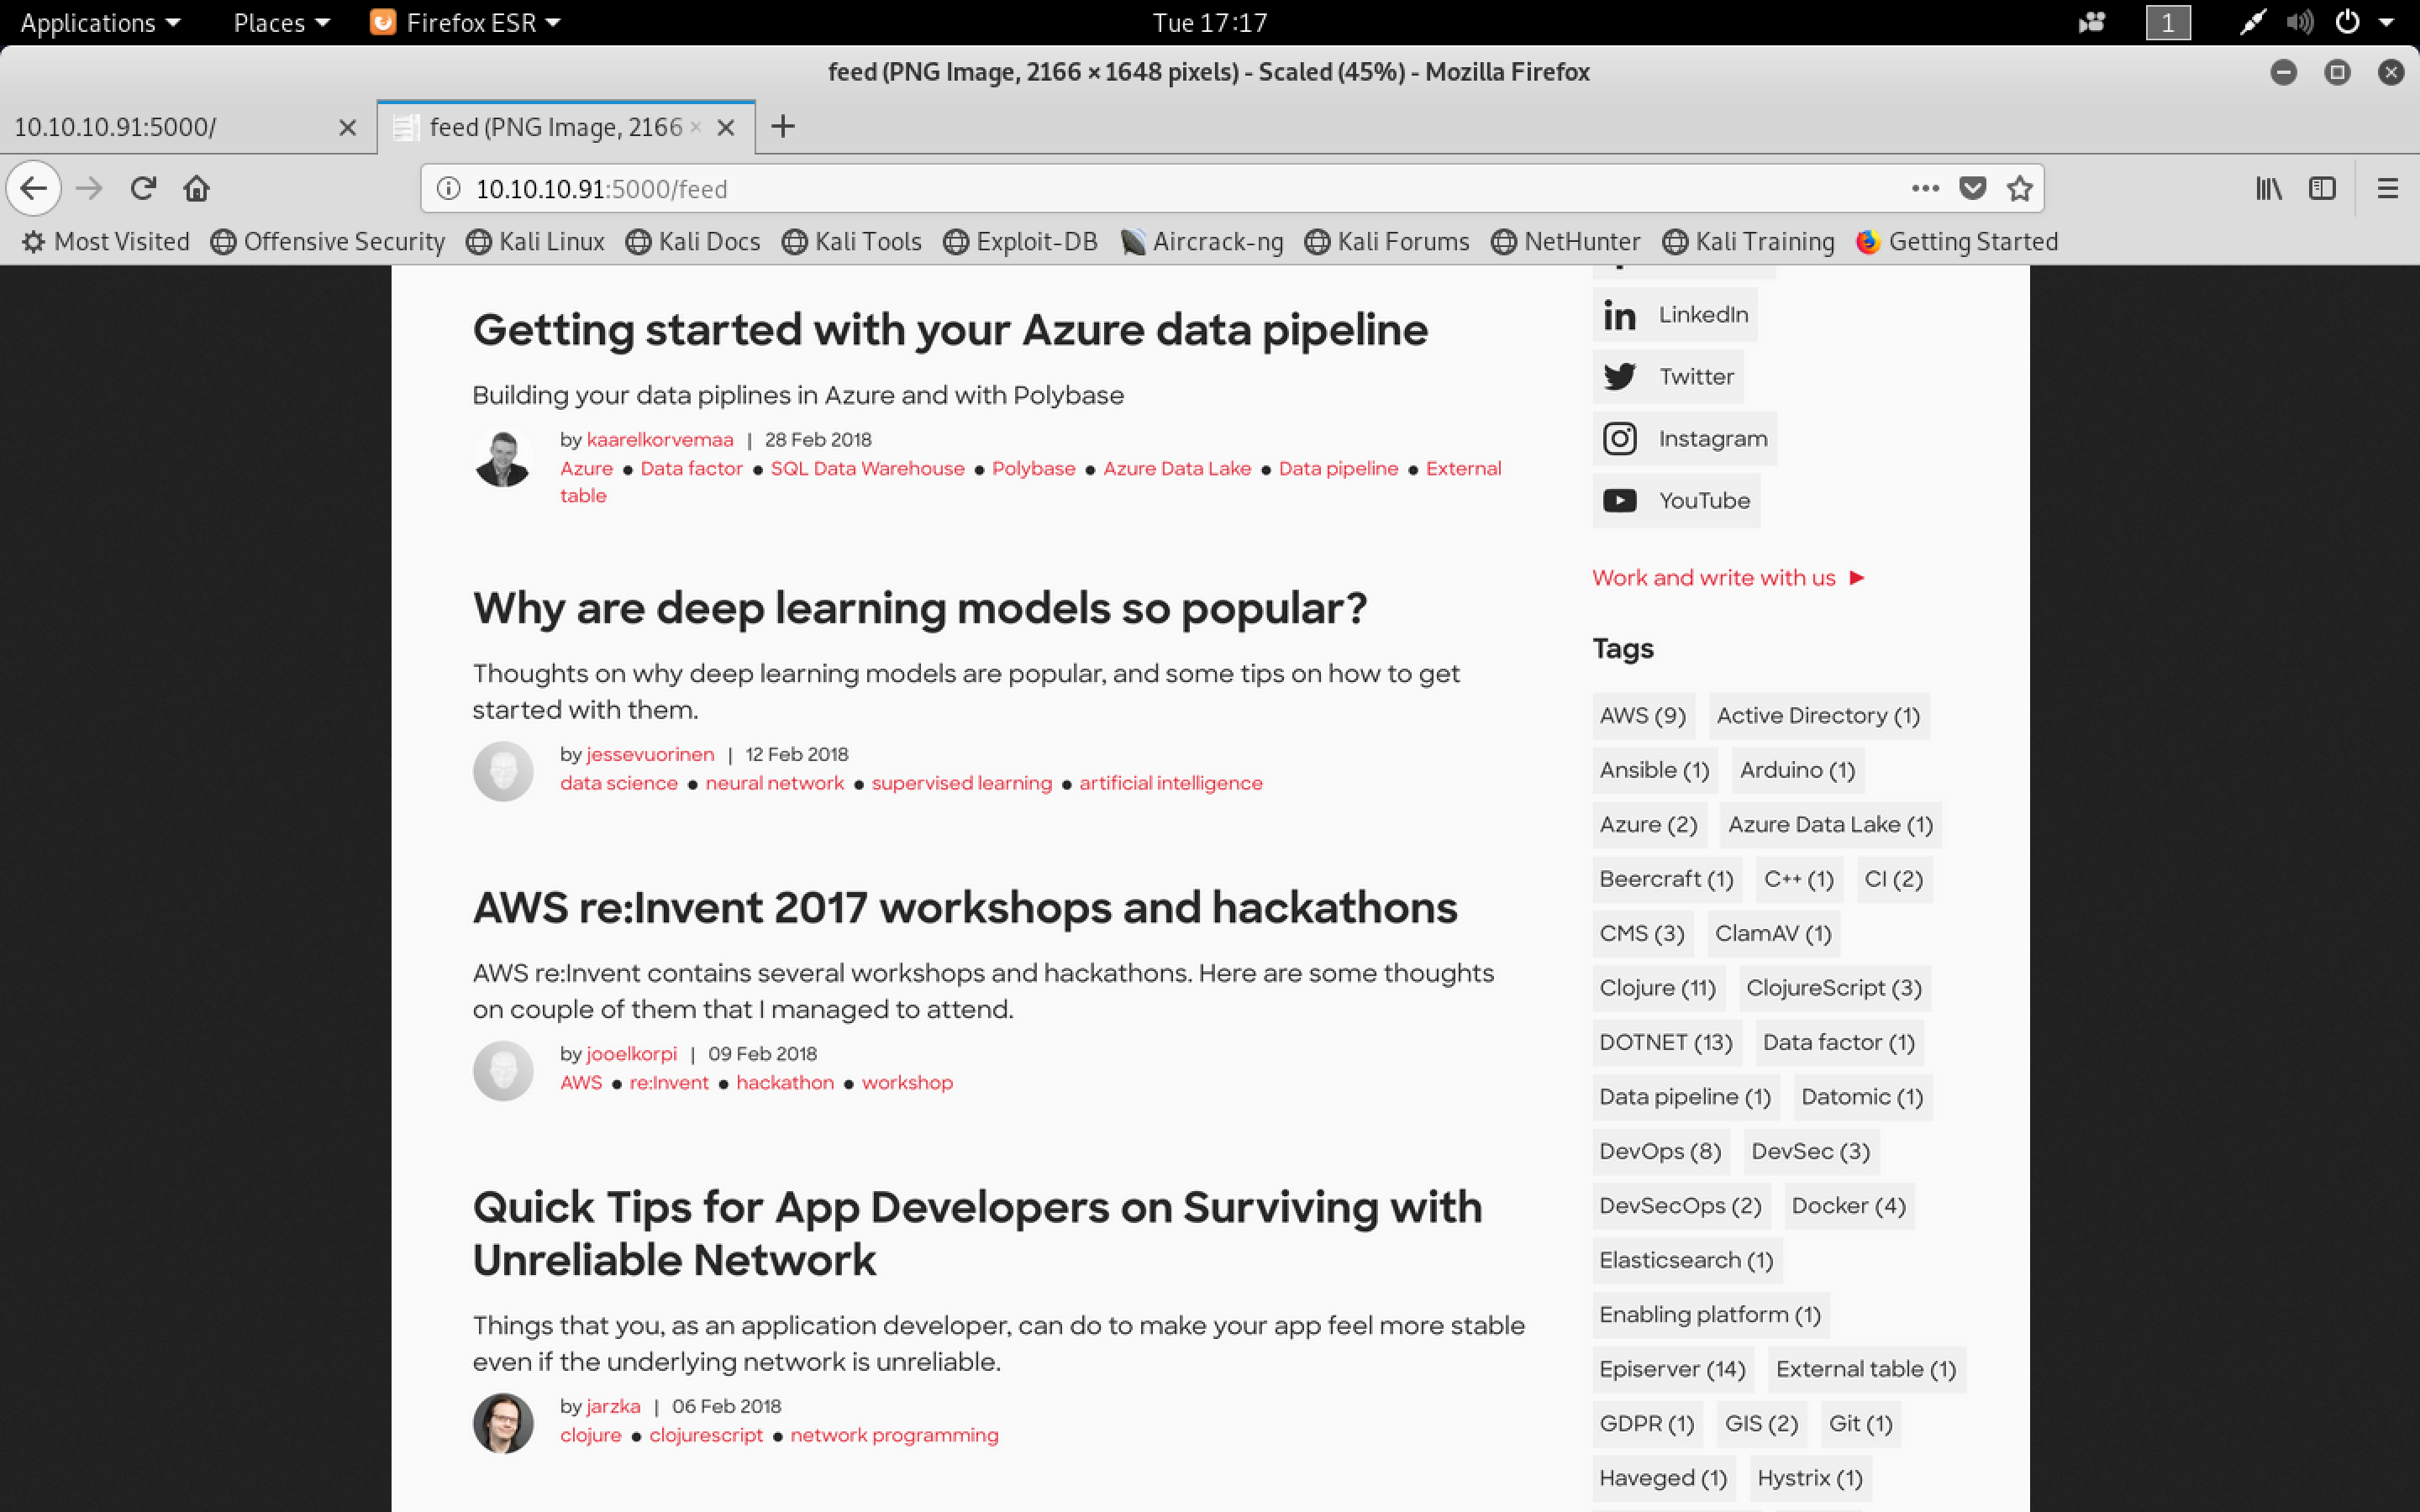 Applications Places Firefox ESR Tue 17:17 1
feed (PNG Image, 2166 × 1648 pixels) - Scaled (45%) - Mozilla Firefox
10.10.10.91:5000/ feed (PNG Image, 2166 ×
10.10.10.91:5000/feed
Most Visited Offensive Security Kali Linux Kali Docs Kali Tools Exploit-DB Aircrack-ng Kali Forums NetHunter Kali Training Getting Started
Getting started with your Azure data pipeline
Building your data piplines in Azure and with Polybase
by kaarelkorvemaa | 28 Feb 2018
Azure ● Data factor ● SQL Data Warehouse ● Polybase ● Azure Data Lake ● Data pipeline ● External
table
Why are deep learning models so popular?
Thoughts on why deep learning models are popular, and some tips on how to get
started with them.
by jessevuorinen | 12 Feb 2018
data science ● neural network ● supervised learning ● artificial intelligence
AWS re:Invent 2017 workshops and hackathons
AWS re:Invent contains several workshops and hackathons. Here are some thoughts
on couple of them that I managed to attend.
by jooelkorpi | 09 Feb 2018
AWS ● re:Invent ● hackathon ● workshop
Quick Tips for App Developers on Surviving with
Unreliable Network
Things that you, as an application developer, can do to make your app feel more stable
even if the underlying network is unreliable.
by jarzka | 06 Feb 2018
clojure ● clojurescript ● network programming
LinkedIn
Twitter
Instagram
YouTube
Work and write with us ►
Tags
AWS (9) Active Directory (1)
Ansible (1) Arduino (1)
Azure (2) Azure Data Lake (1)
Beercraft (1) C++ (1) CI (2)
CMS (3) ClamAV (1)
Clojure (11) ClojureScript (3)
DOTNET (13) Data factor (1)
Data pipeline (1) Datomic (1)
DevOps (8) DevSec (3)
DevSecOps (2) Docker (4)
Elasticsearch (1)
Enabling platform (1)
Episerver (14) External table (1)
GDPR (1) GIS (2) Git (1)
Haveged (1) Hystrix (1)